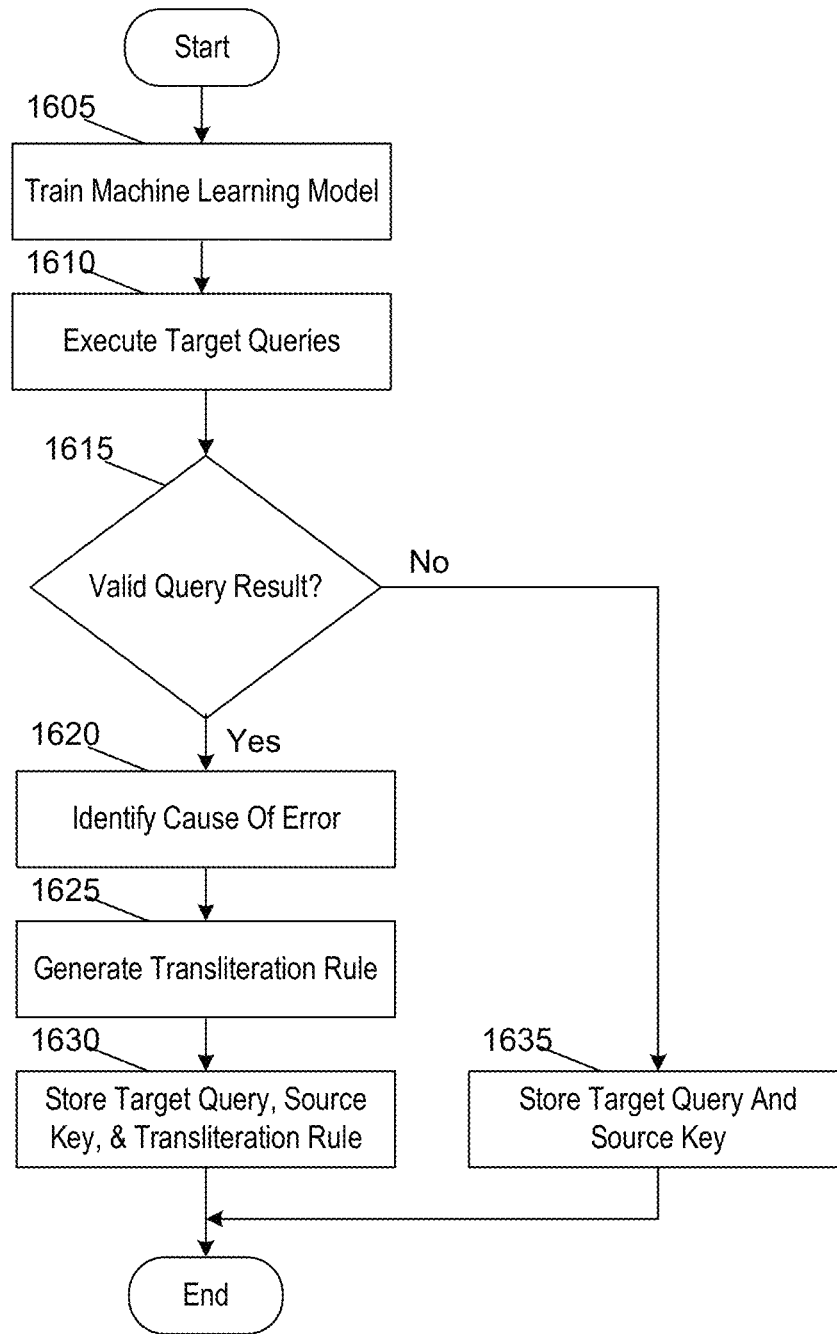 Start
1605
Train Machine Learning Model
1610
Execute Target Queries
1615
Valid Query Result?
No
Yes
1620
Identify Cause Of Error
1625
Generate Transliteration Rule
1630
Store Target Query, Source
Key, & Transliteration Rule
1635
Store Target Query And
Source Key
End